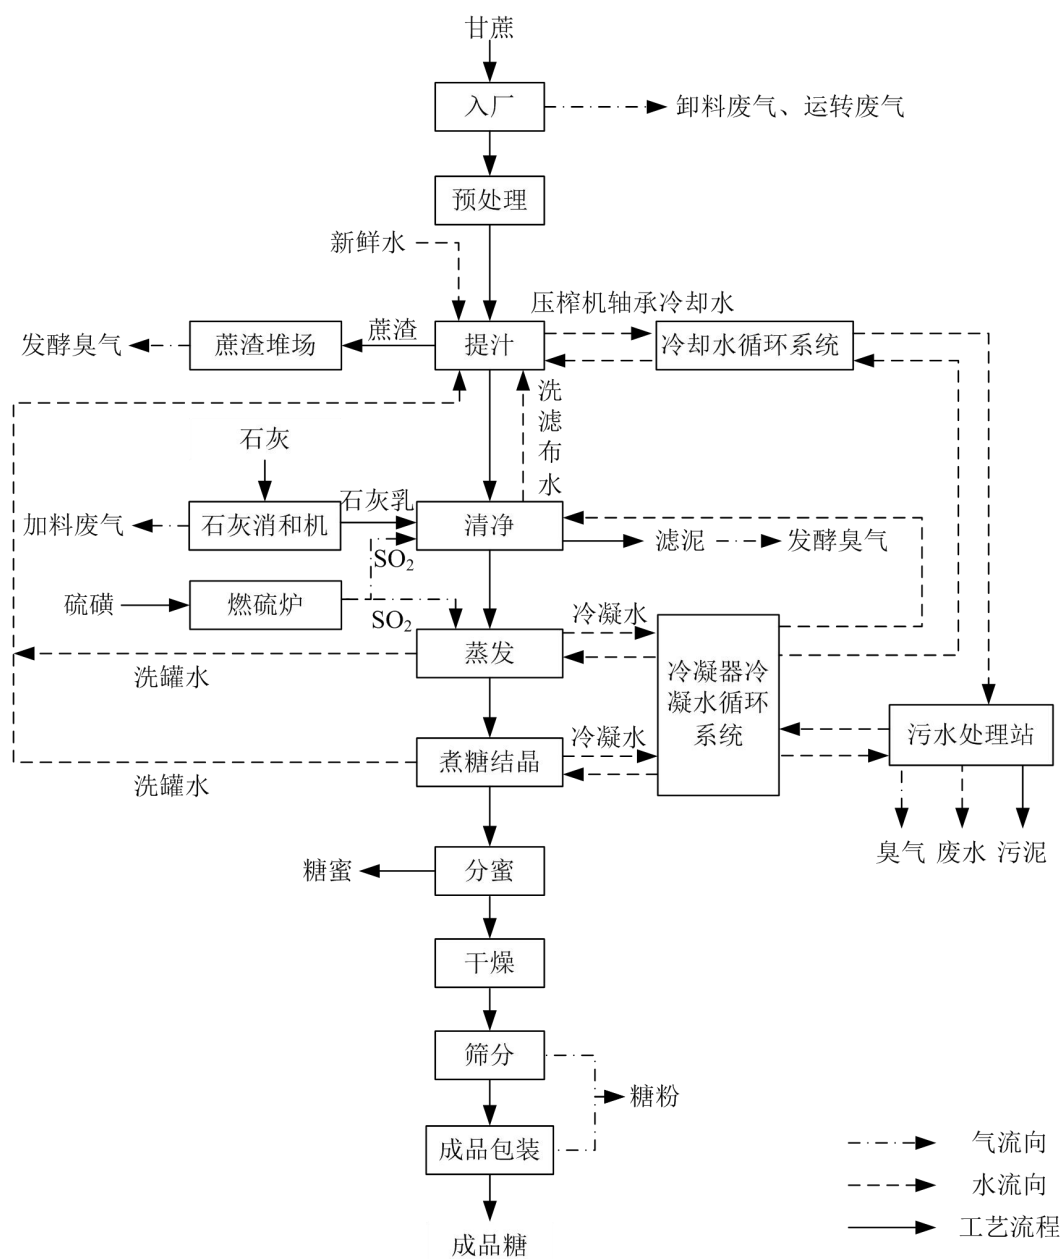 甘蔗
入厂
卸料废气、运转废气
预处理
新鲜水
压榨机轴承冷却水
发酵臭气
蔗渣堆场
蔗渣
提汁
冷却水循环系统
洗
滤
布
水
石灰
加料废气
石灰消和机
石灰乳
清净
SO₂
滤泥
发酵臭气
硫磺
燃硫炉
SO₂
冷凝水
蒸发
洗罐水
冷凝器冷
凝水循环
系统
污水处理站
冷凝水
煮糖结晶
洗罐水
臭气
废水
污泥
糖蜜
分蜜
干燥
筛分
糖粉
成品包装
成品糖
气流向
水流向
工艺流程